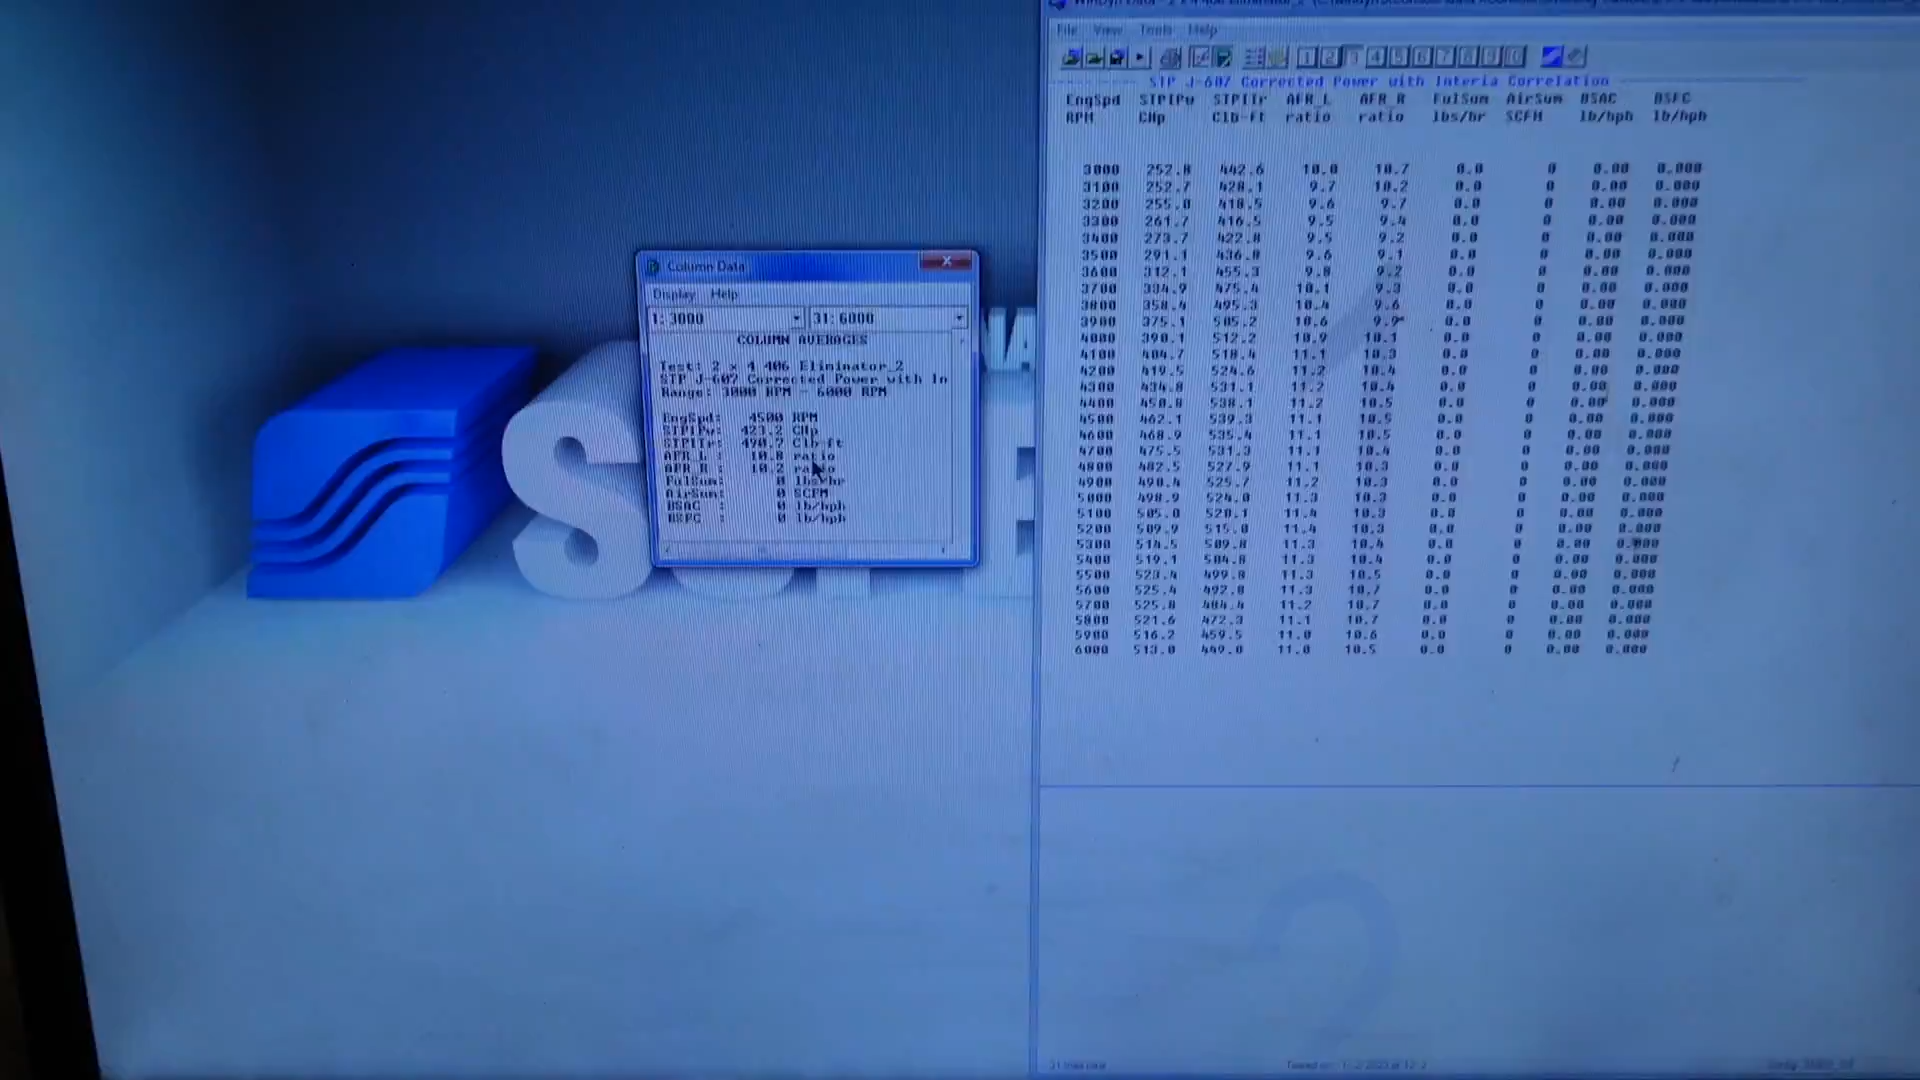 File View Tools Help
1 2 3 4 5 6 7 8 9 10
STP J-607 Corrected Power with Interia Correlation
EngSpd STPIPw STPITr AFR_L AFR_R FulSum AirSum BSAC BSFC
RPM CHp Clb-ft ratio ratio lbs/hr SCFM lb/hph lb/hph
3000 252.8 442.6 10.0 10.7 0.0 0 0.00 0.000
3100 252.7 428.1 9.7 10.2 0.0 0 0.00 0.000
3200 255.0 418.5 9.6 9.7 0.0 0 0.00 0.000
3300 261.7 416.5 9.5 9.4 0.0 0 0.00 0.000
3400 273.7 422.8 9.5 9.2 0.0 0 0.00 0.000
3500 291.1 436.8 9.6 9.1 0.0 0 0.00 0.000
3600 312.1 455.3 9.8 9.2 0.0 0 0.00 0.000
3700 334.9 475.4 10.1 9.3 0.0 0 0.00 0.000
3800 358.4 495.3 10.4 9.6 0.0 0 0.00 0.000
3900 375.1 505.2 10.6 9.9 0.0 0 0.00 0.000
4000 390.1 512.2 10.9 10.1 0.0 0 0.00 0.000
4100 404.7 518.4 11.1 10.3 0.0 0 0.00 0.000
4200 419.5 524.6 11.2 10.4 0.0 0 0.00 0.000
4300 434.8 531.1 11.2 10.4 0.0 0 0.00 0.000
4400 450.8 538.1 11.2 10.5 0.0 0 0.00 0.000
4500 462.1 539.3 11.1 10.5 0.0 0 0.00 0.000
4600 468.9 535.4 11.1 10.5 0.0 0 0.00 0.000
4700 475.5 531.3 11.1 10.4 0.0 0 0.00 0.000
4800 482.5 527.9 11.1 10.3 0.0 0 0.00 0.000
4900 490.4 525.7 11.2 10.3 0.0 0 0.00 0.000
5000 498.9 524.0 11.3 10.3 0.0 0 0.00 0.000
5100 505.0 520.1 11.4 10.3 0.0 0 0.00 0.000
5200 509.9 515.0 11.4 10.3 0.0 0 0.00 0.000
5300 514.5 509.8 11.3 10.4 0.0 0 0.00 0.000
5400 519.1 504.8 11.3 10.4 0.0 0 0.00 0.000
5500 523.4 499.8 11.3 10.5 0.0 0 0.00 0.000
5600 525.4 492.8 11.3 10.7 0.0 0 0.00 0.000
5700 525.8 484.4 11.2 10.7 0.0 0 0.00 0.000
5800 521.6 472.3 11.1 10.7 0.0 0 0.00 0.000
5900 516.2 459.5 11.0 10.6 0.0 0 0.00 0.000
6000 513.0 449.0 11.0 10.5 0.0 0 0.00 0.000
Column Data
Display Help
1: 3000 31: 6000
COLUMN AVERAGES
Test: 2 x 4 406 Eliminator_2
STP J-607 Corrected Power with In
Range: 3000 RPM - 6000 RPM
EngSpd: 4500 RPM
STPIPw: 423.2 CHp
STPITr: 490.7 Clb-ft
AFR_L : 10.8 ratio
AFR_R : 10.2 ratio
FulSum: 0 lbs/hr
AirSum: 0 SCFM
BSAC : 0 lb/hph
BSFC : 0 lb/hph